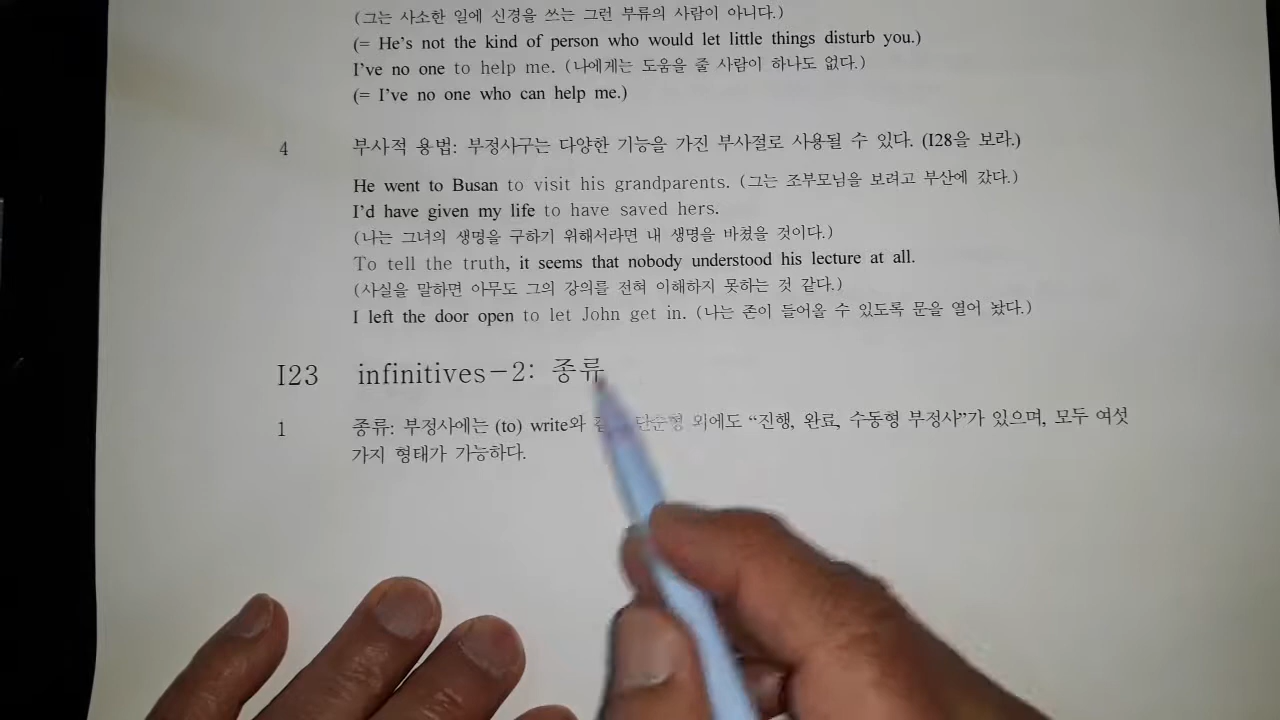 (그는 사소한 일에 신경을 쓰는 그런 부류의 사람이 아니다.)
(= He's not the kind of person who would let little things disturb you.)
I've no one to help me. (나에게는 도움을 줄 사람이 하나도 없다.)
(= I've no one who can help me.)
4 부사적 용법: 부정사구는 다양한 기능을 가진 부사절로 사용될 수 있다. (I28을 보라.)
He went to Busan to visit his grandparents. (그는 조부모님을 보려고 부산에 갔다.)
I'd have given my life to have saved hers.
(나는 그녀의 생명을 구하기 위해서라면 내 생명을 바쳤을 것이다.)
To tell the truth, it seems that nobody understood his lecture at all.
(사실을 말하면 아무도 그의 강의를 전혀 이해하지 못하는 것 같다.)
I left the door open to let John get in. (나는 존이 들어올 수 있도록 문을 열어 놨다.)
I23 infinitives-2: 종류
1 종류: 부정사에는 (to) write와 단순형 외에도 “진행, 완료, 수동형 부정사”가 있으며, 모두 여섯
가지 형태가 가능하다.